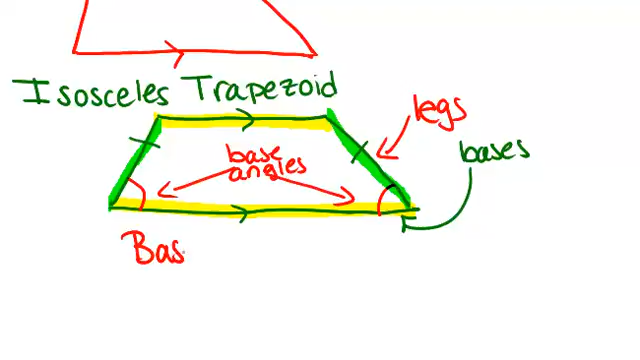 Isosceles Trapezoid
legs
bases
base
angles
Bas